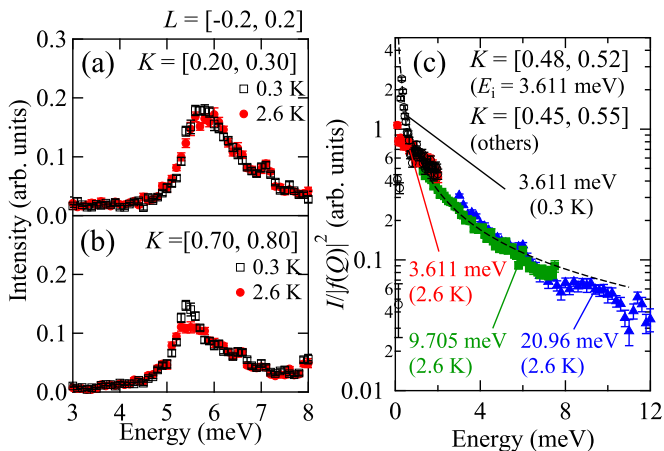 L = [-0.2, 0.2]
(a)
K = [0.20, 0.30]
0.3 K
2.6 K
0.3
0.2
0.1
0.0
(b)
K =[0.70, 0.80]
0.3 K
2.6 K
0.2
0.1
0.0
Intensity (arb. units)
3
4
5
6
7
8
Energy (meV)
(c)
K = [0.48, 0.52]
(Ei = 3.611 meV)
K = [0.45, 0.55]
(others)
3.611 meV
(0.3 K)
3.611 meV
(2.6 K)
9.705 meV
(2.6 K)
20.96 meV
(2.6 K)
I/|f(Q)|² (arb. units)
4
2
1
6
4
2
0.1
6
4
2
0.01
0
4
8
12
Energy (meV)